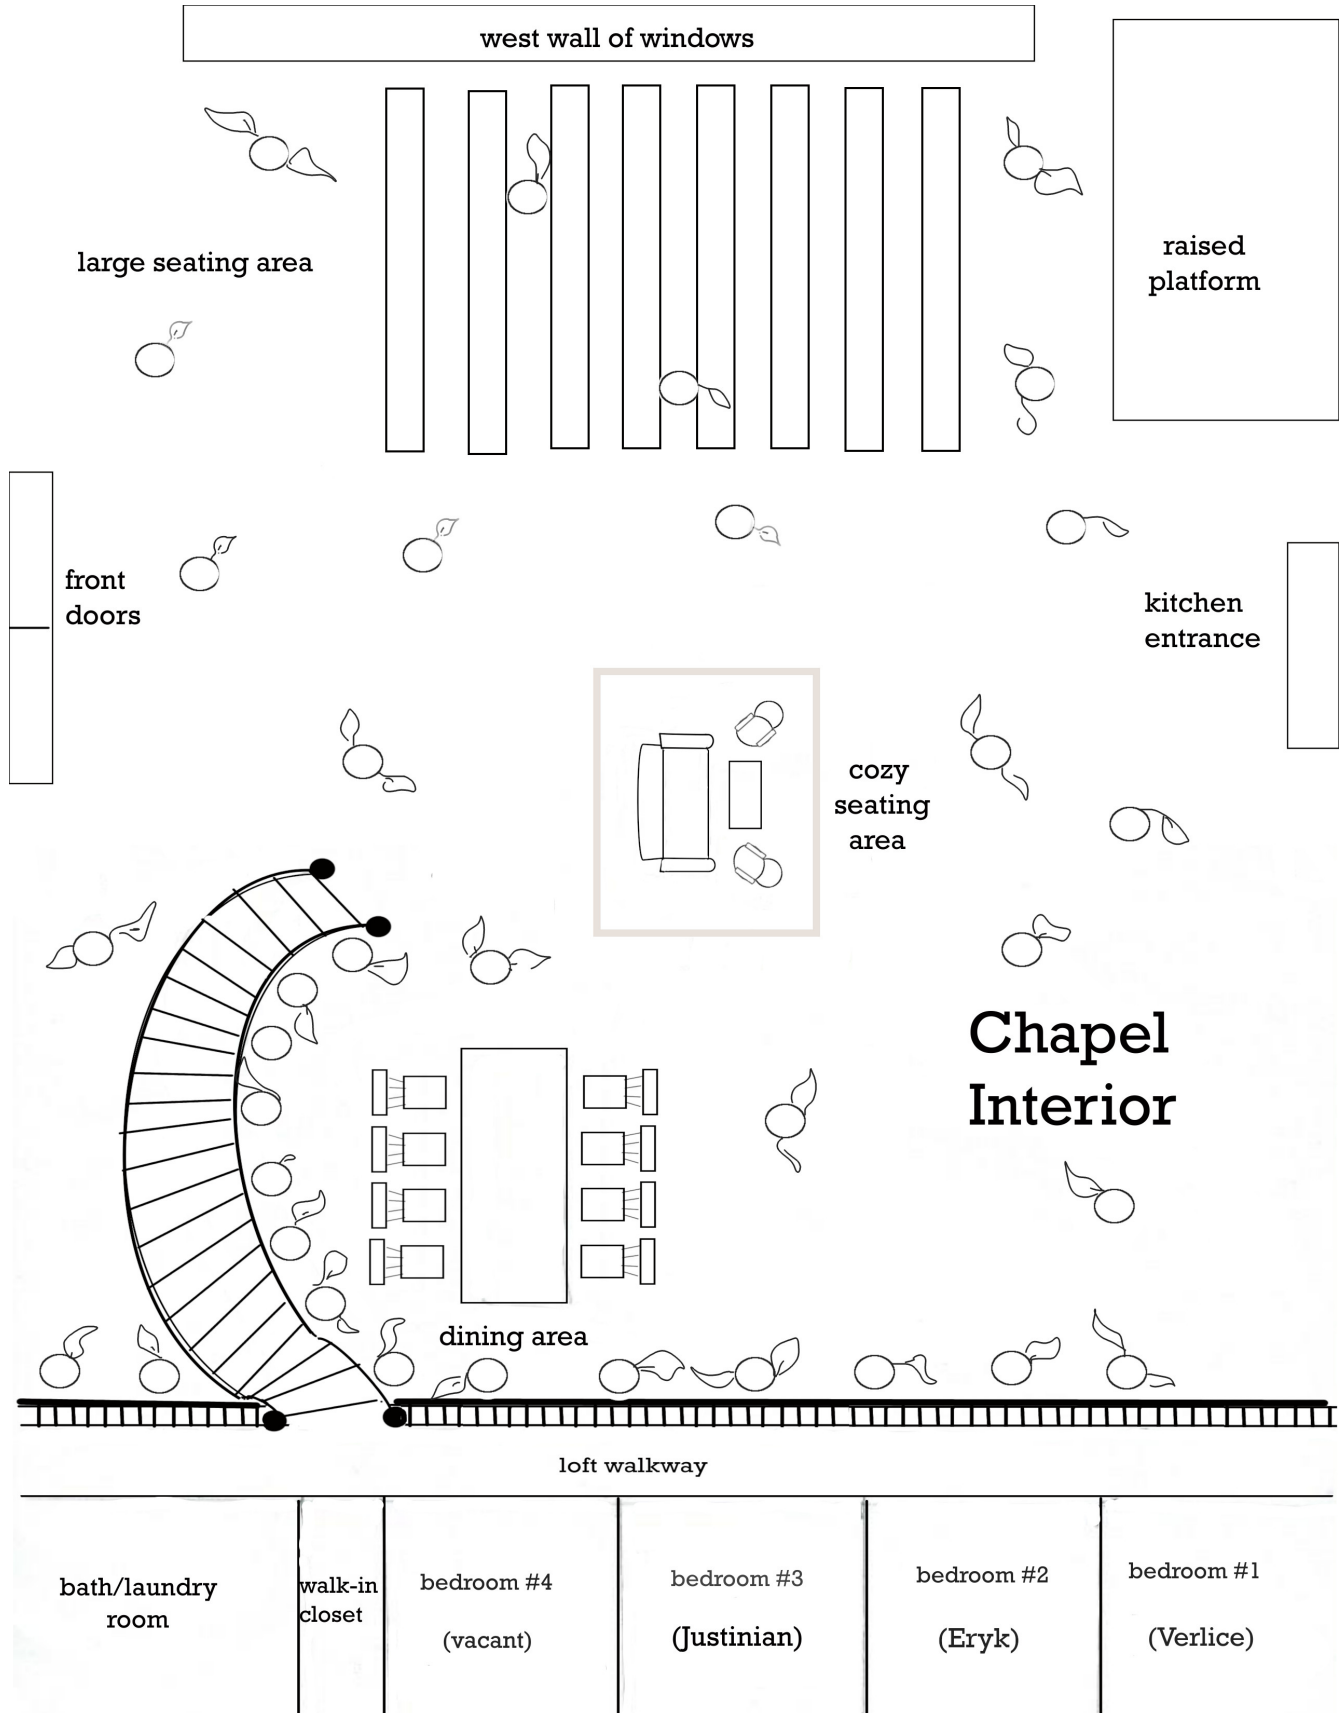 west wall of windows
raised
platform
large seating area
front
doors
kitchen
entrance
cozy
seating
area
Chapel
Interior
dining area
loft walkway
bath/laundry
room
walk-in
closet
bedroom #4
(vacant)
bedroom #3
(Justinian)
bedroom #2
(Eryk)
bedroom #1
(Verlice)